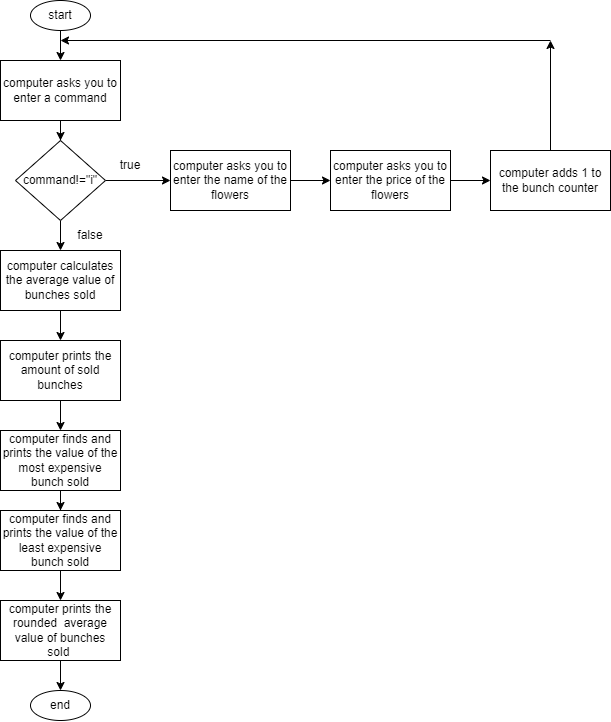 start
computer asks you to
enter a command
command!="i"
true
computer asks you to
enter the name of the
flowers
computer asks you to
enter the price of the
flowers
computer adds 1 to
the bunch counter
false
computer calculates
the average value of
bunches sold
computer prints the
amount of sold
bunches
computer finds and
prints the value of the
most expensive
bunch sold
computer finds and
prints the value of the
least expensive
bunch sold
computer prints the
rounded average
value of bunches
sold
end